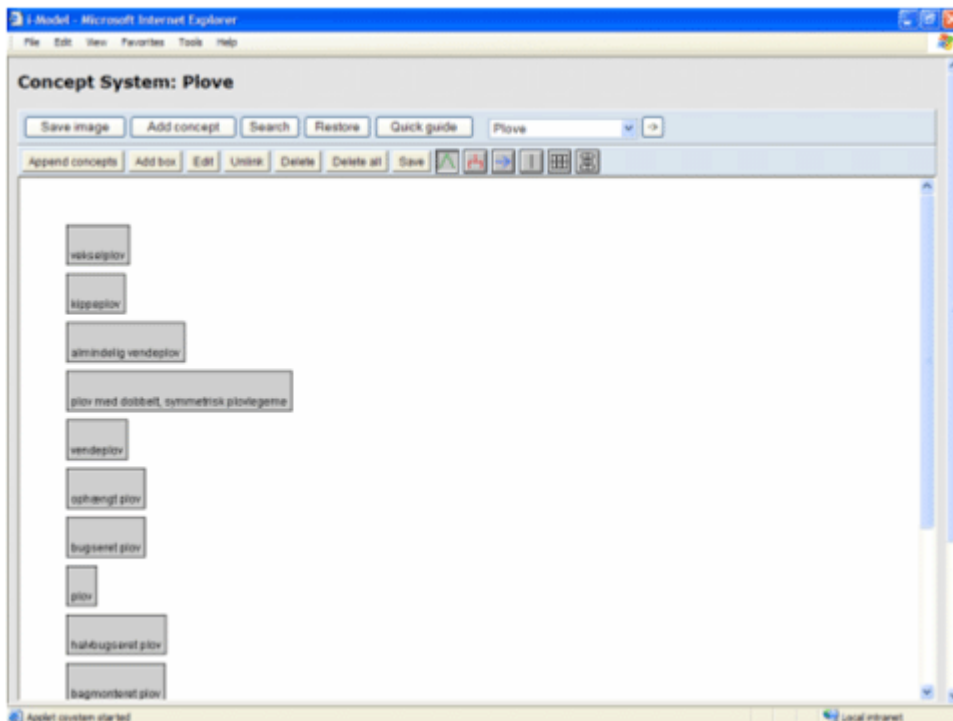 i-Model - Microsoft Internet Explorer
File Edit View Favorites Tools Help
Concept System: Plove
Save image Add concept Search Restore Quick guide Plove
Append concepts Add box Edit Unlink Delete Delete all Save
vekselplov
kippeplov
almindelig vendeplov
plov med dobbelt, symmetrisk plovlegeme
vendeplov
ophængt plov
bugseret plov
plov
halvbugseret plov
bagmonteret plov
Applet cosystem started Local intranet